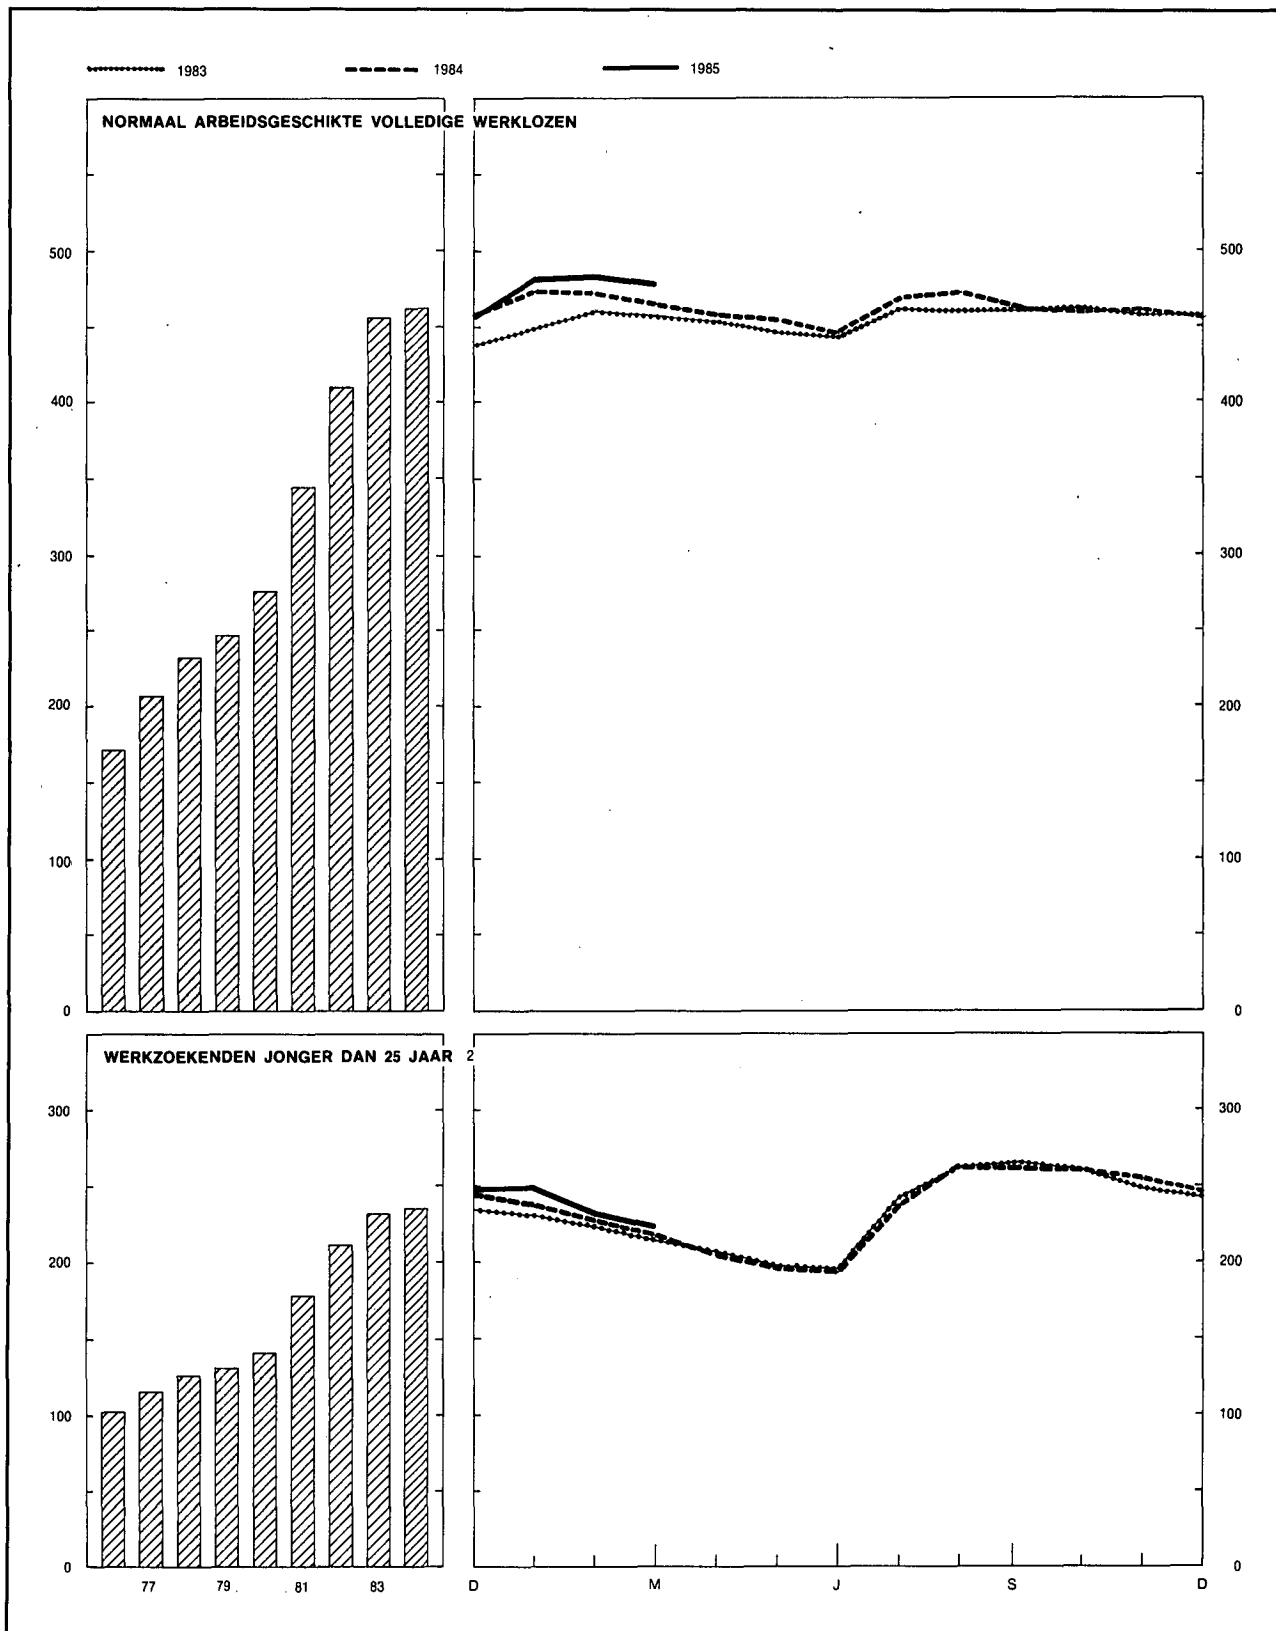 1983 1984 1985
NORMAAL ARBEIDSGESCHIKTE VOLLEDIGE WERKLOZEN
500 500
400 400
300 300
200 200
100 100
0 0
WERKZOEKENDEN JONGER DAN 25 JAAR 2
300 300
200 200
100 100
0 0
77 79 81 83 D M J S D